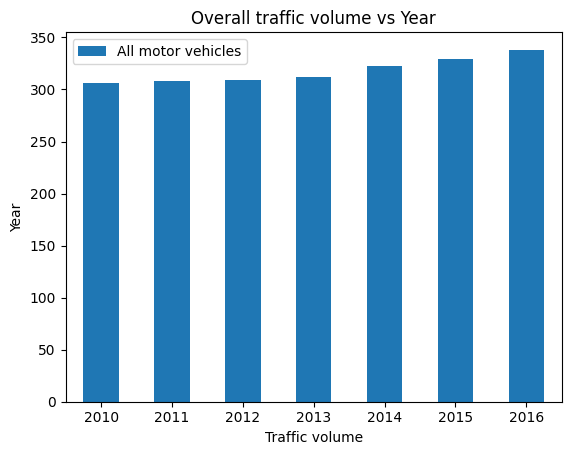 Overall traffic volume vs Year
All motor vehicles
350
300
250
200
150
100
50
0
Year
2010 2011 2012 2013 2014 2015 2016
Traffic volume